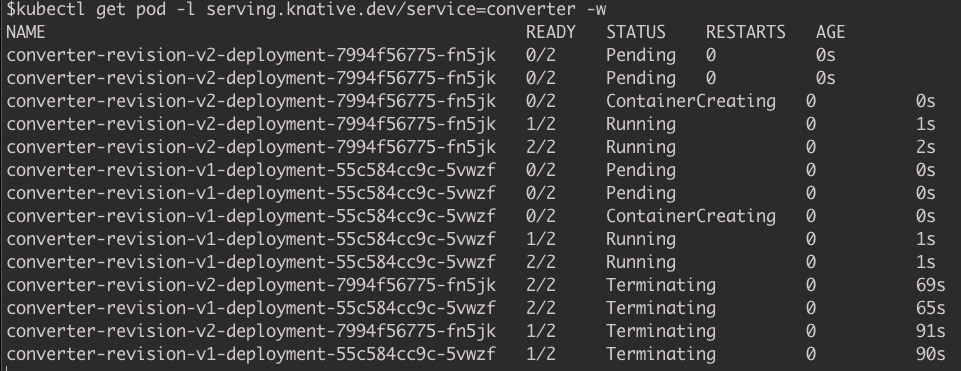 $kubectl get pod -l serving.knative.dev/service=converter -w
NAME READY STATUS RESTARTS AGE
converter-revision-v2-deployment-7994f56775-fn5jk 0/2 Pending 0 0s
converter-revision-v2-deployment-7994f56775-fn5jk 0/2 Pending 0 0s
converter-revision-v2-deployment-7994f56775-fn5jk 0/2 ContainerCreating 0 0s
converter-revision-v2-deployment-7994f56775-fn5jk 1/2 Running 0 1s
converter-revision-v2-deployment-7994f56775-fn5jk 2/2 Running 0 2s
converter-revision-v1-deployment-55c584cc9c-5vwzf 0/2 Pending 0 0s
converter-revision-v1-deployment-55c584cc9c-5vwzf 0/2 Pending 0 0s
converter-revision-v1-deployment-55c584cc9c-5vwzf 0/2 ContainerCreating 0 0s
converter-revision-v1-deployment-55c584cc9c-5vwzf 1/2 Running 0 1s
converter-revision-v1-deployment-55c584cc9c-5vwzf 2/2 Running 0 1s
converter-revision-v2-deployment-7994f56775-fn5jk 2/2 Terminating 0 69s
converter-revision-v1-deployment-55c584cc9c-5vwzf 2/2 Terminating 0 65s
converter-revision-v2-deployment-7994f56775-fn5jk 1/2 Terminating 0 91s
converter-revision-v1-deployment-55c584cc9c-5vwzf 1/2 Terminating 0 90s